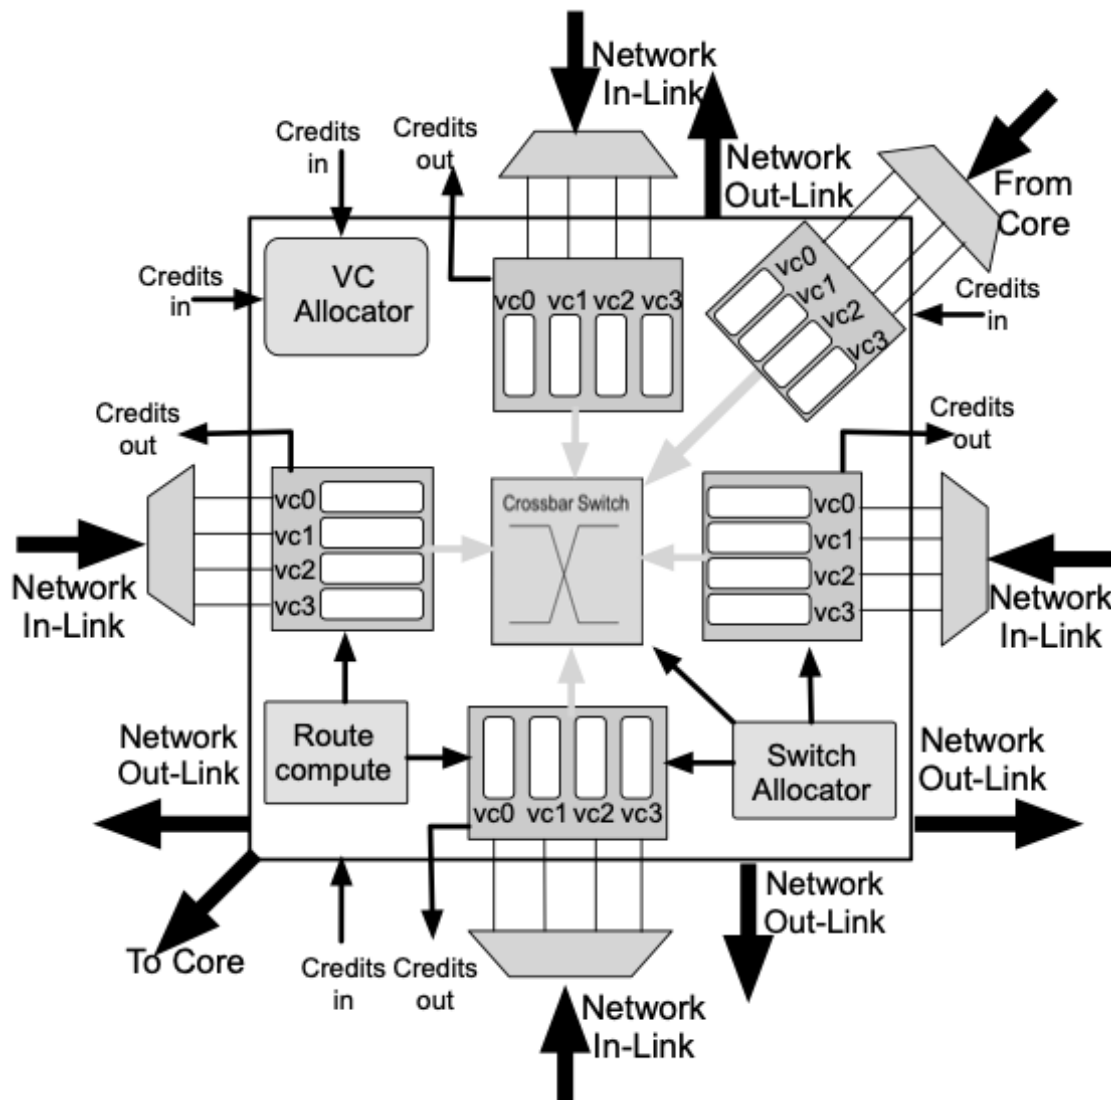 Network
In-Link
Credits
in
Credits
out
Network
Out-Link
From
Core
VC
Allocator
Credits
in
vc0 vc1 vc2 vc3
vc0
vc1
vc2
vc3
Credits
in
Credits
out
Credits
out
Crossbar Switch
vc0
vc1
vc2
vc3
vc0
vc1
vc2
vc3
Network
In-Link
Network
In-Link
Network
Out-Link
Route
compute
Switch
Allocator
Network
Out-Link
vc0 vc1 vc2 vc3
Network
Out-Link
To Core
Credits
in
Credits
out
Network
In-Link